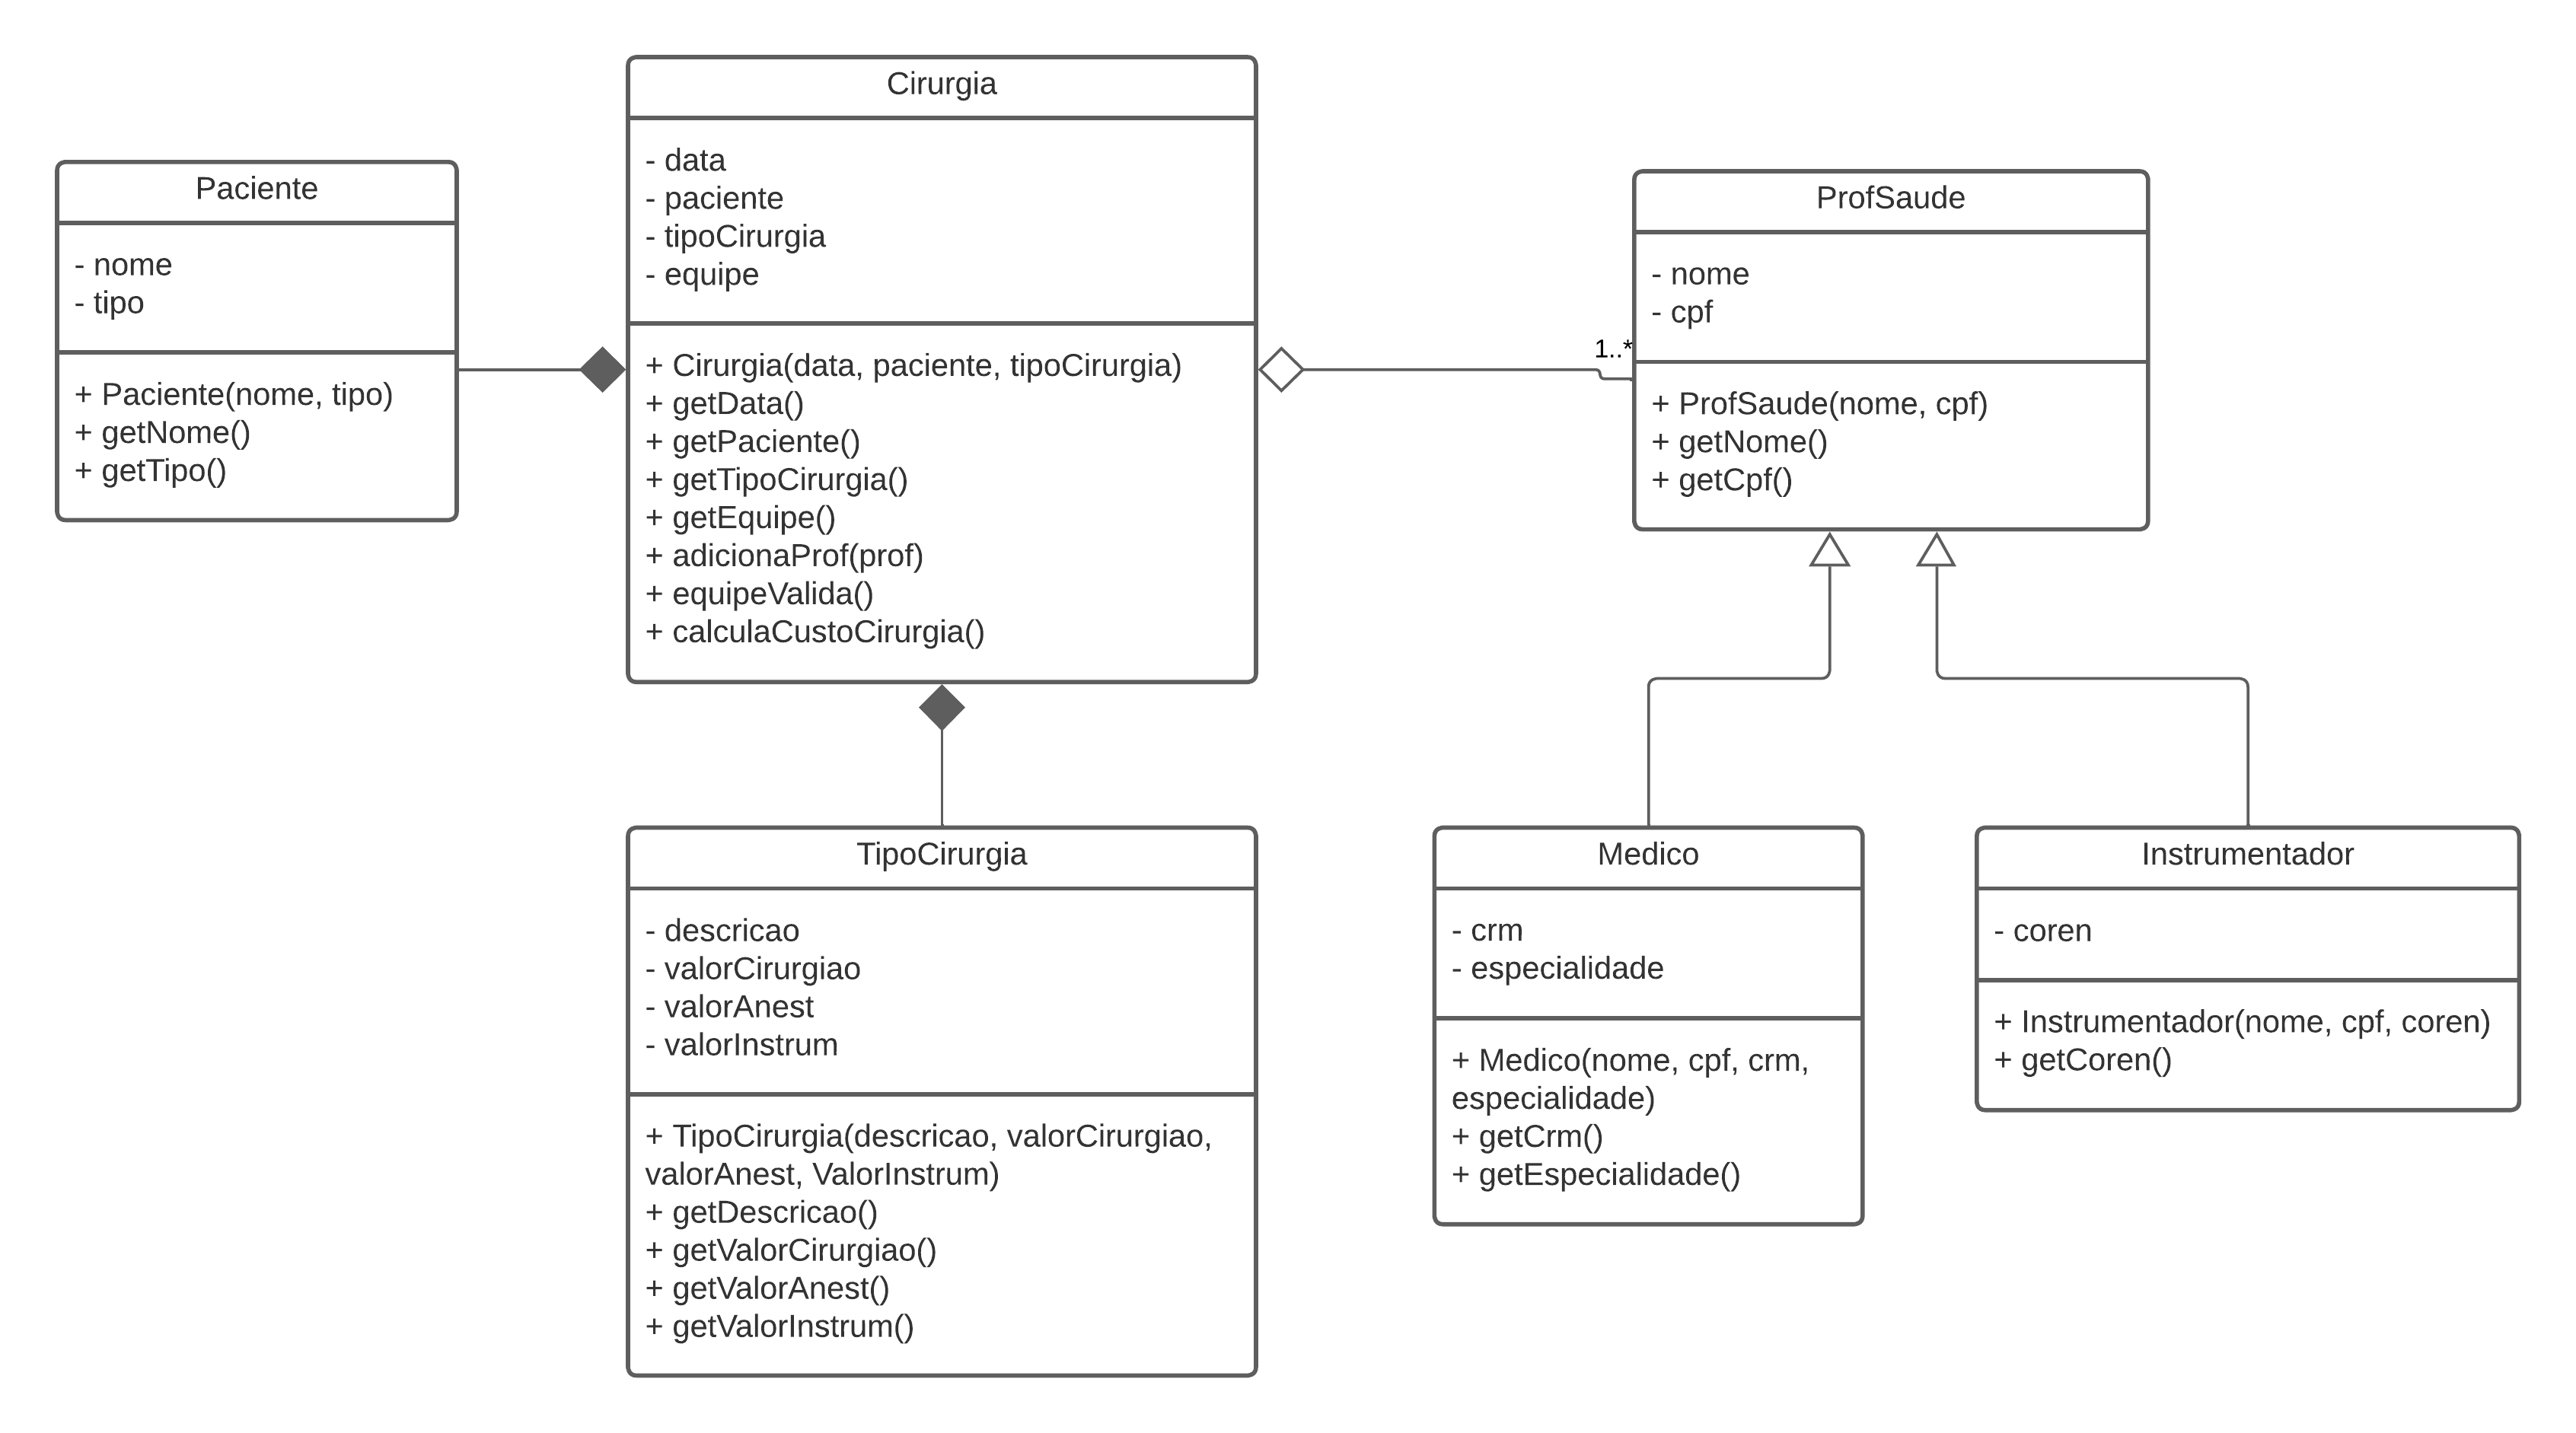 Paciente
- nome
- tipo
+ Paciente(nome, tipo)
+ getNome()
+ getTipo()
Cirurgia
- data
- paciente
- tipoCirurgia
- equipe
+ Cirurgia(data, paciente, tipoCirurgia)
+ getData()
+ getPaciente()
+ getTipoCirurgia()
+ getEquipe()
+ adicionaProf(prof)
+ equipeValida()
+ calculaCustoCirurgia()
1..*
ProfSaude
- nome
- cpf
+ ProfSaude(nome, cpf)
+ getNome()
+ getCpf()
TipoCirurgia
- descricao
- valorCirurgiao
- valorAnest
- valorInstrum
+ TipoCirurgia(descricao, valorCirurgiao,
valorAnest, ValorInstrum)
+ getDescricao()
+ getValorCirurgiao()
+ getValorAnest()
+ getValorInstrum()
Medico
- crm
- especialidade
+ Medico(nome, cpf, crm,
especialidade)
+ getCrm()
+ getEspecialidade()
Instrumentador
- coren
+ Instrumentador(nome, cpf, coren)
+ getCoren()